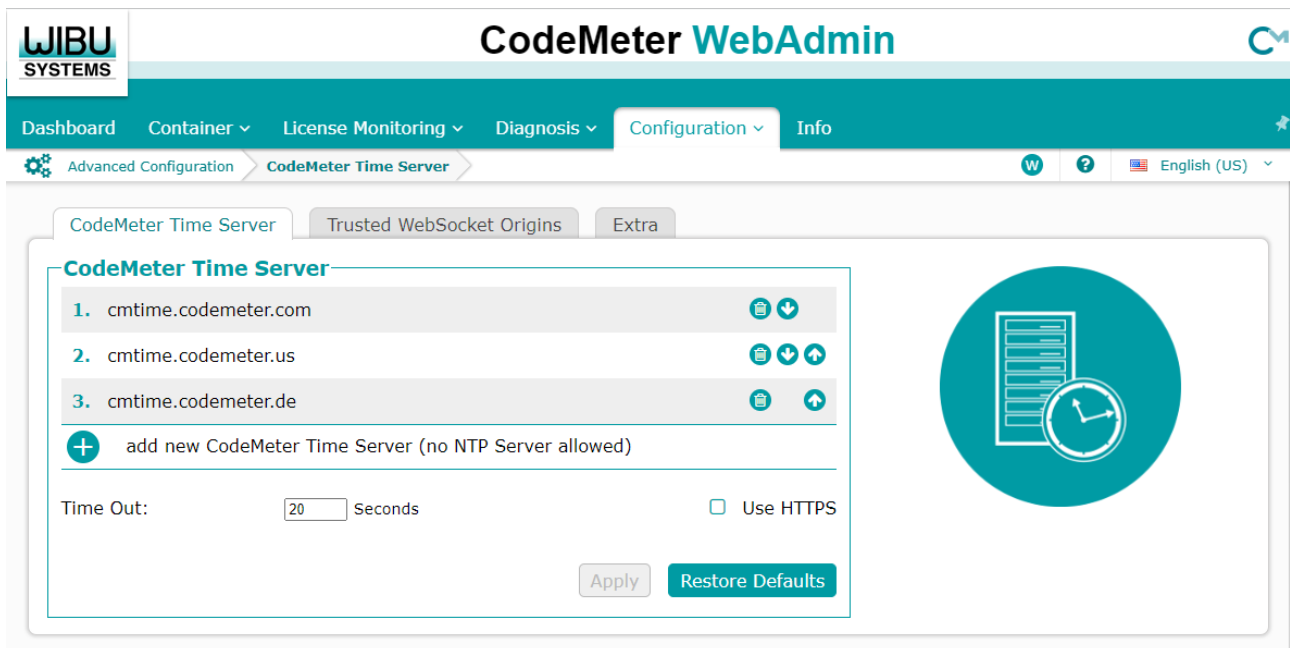 WIBU
SYSTEMS
CodeMeter WebAdmin
CM
Dashboard Container License Monitoring Diagnosis Configuration Info
Advanced Configuration CodeMeter Time Server W ? English (US)
CodeMeter Time Server Trusted WebSocket Origins Extra
CodeMeter Time Server
1. cmtime.codemeter.com
2. cmtime.codemeter.us
3. cmtime.codemeter.de
+ add new CodeMeter Time Server (no NTP Server allowed)
Time Out: 20 Seconds Use HTTPS
Apply Restore Defaults